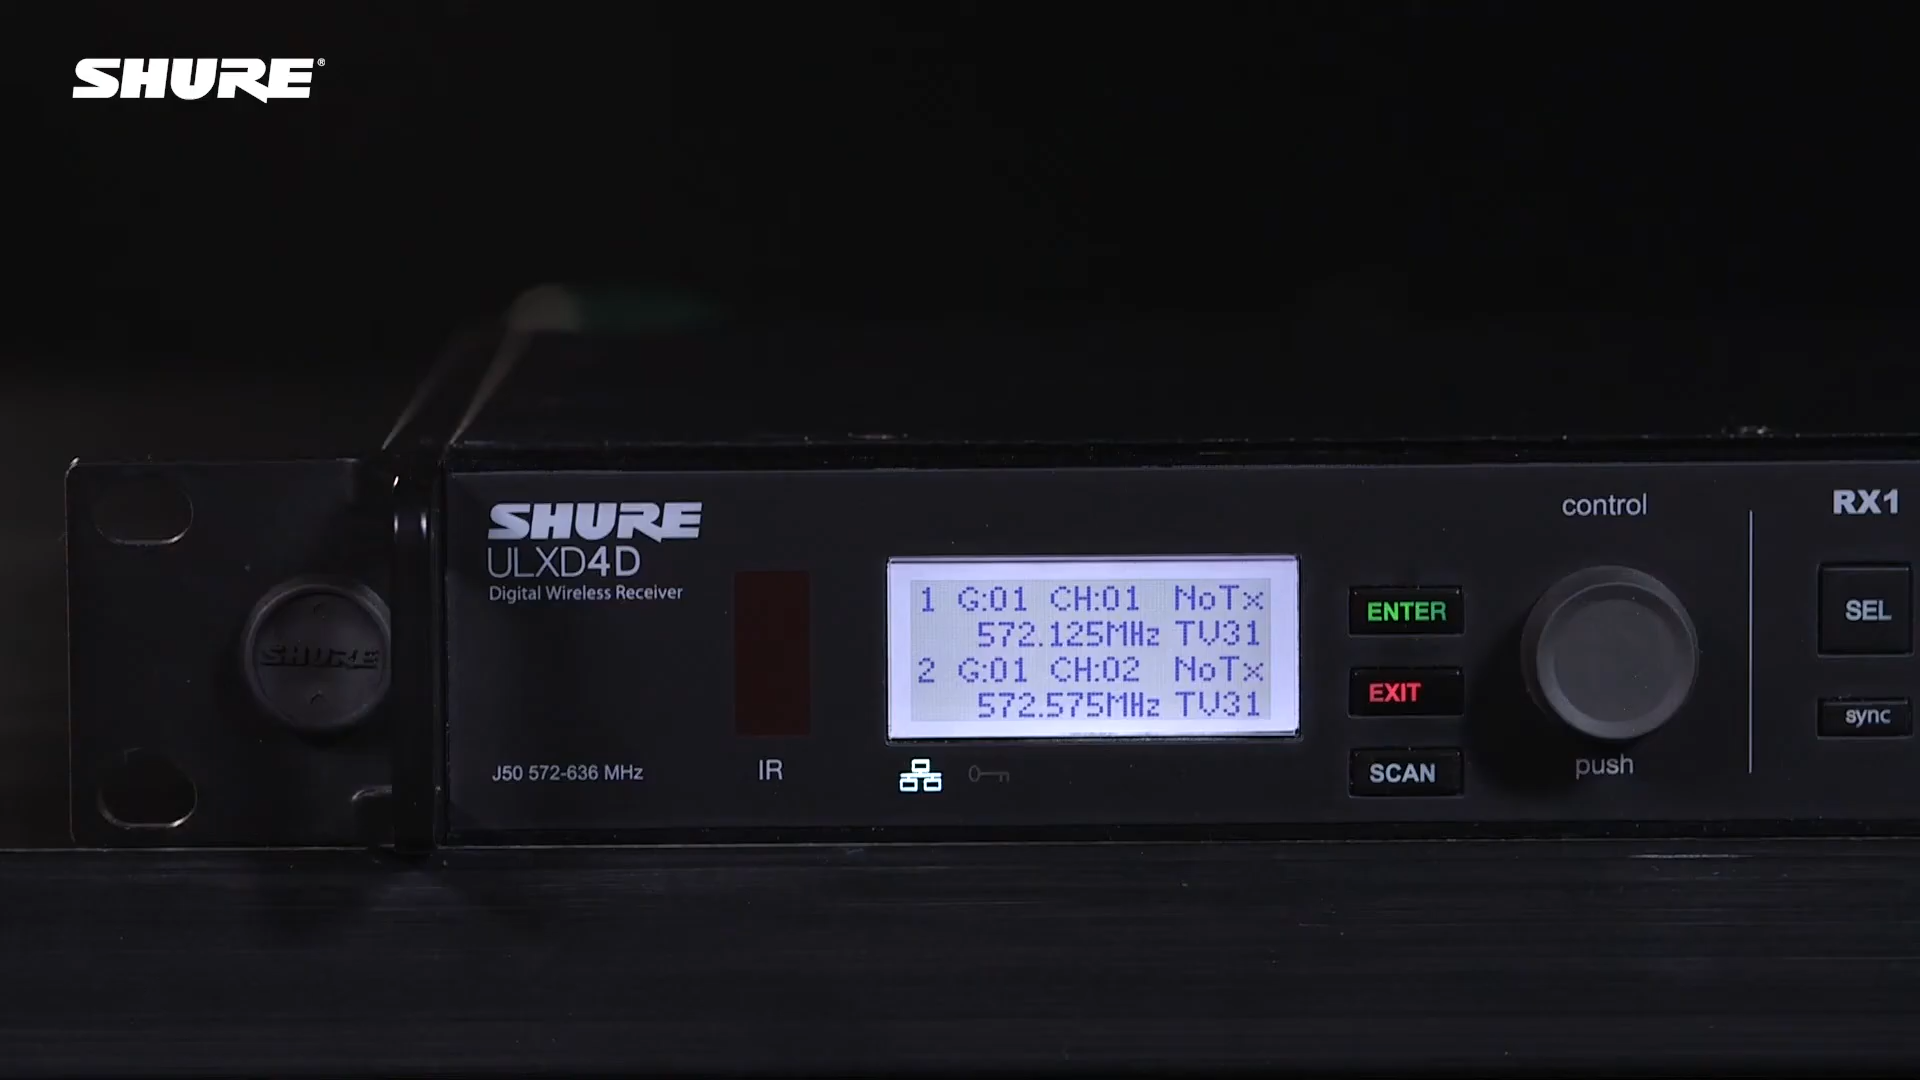 SHURE®
SHURE
ULXD4D
Digital Wireless Receiver
SHURE
J50 572-636 MHz
IR
1 G:01 CH:01 NoTx
572.125MHz TV31
2 G:01 CH:02 NoTx
572.575MHz TV31
ENTER
EXIT
SCAN
control
push
RX1
SEL
sync